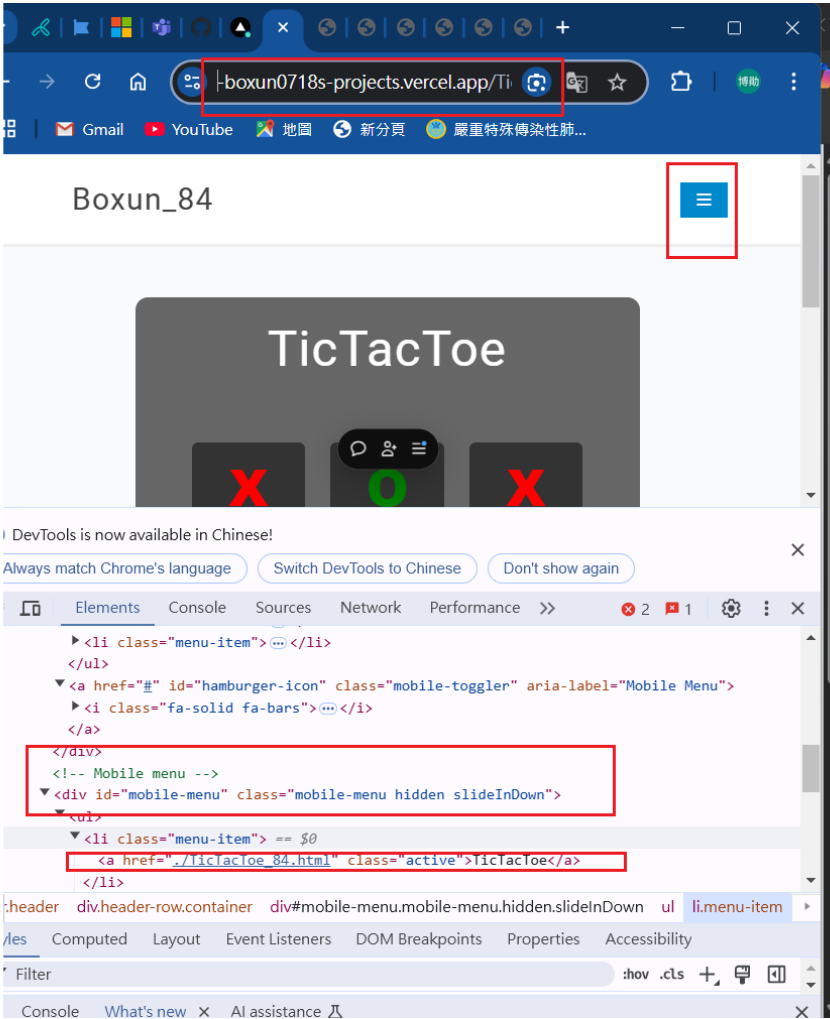 -boxun0718s-projects.vercel.app/Ti
博勛
Gmail YouTube 地圖 新分頁 嚴重特殊傳染性肺...
Boxun_84
TicTacToe
X O X
DevTools is now available in Chinese!
Always match Chrome's language Switch DevTools to Chinese Don't show again
Elements Console Sources Network Performance 2 1
<li class="menu-item"> </li>
</ul>
<a href="#" id="hamburger-icon" class="mobile-toggler" aria-label="Mobile Menu">
<i class="fa-solid fa-bars"> </i>
</a>
</div>
<!-- Mobile menu -->
<div id="mobile-menu" class="mobile-menu hidden slideInDown">
<ul>
<li class="menu-item"> == $0
<a href="./TicTacToe_84.html" class="active">TicTacToe</a>
</li>
r.header div.header-row.container div#mobile-menu.mobile-menu.hidden.slideInDown ul li.menu-item
yles Computed Layout Event Listeners DOM Breakpoints Properties Accessibility
Filter :hov .cls
Console What's new AI assistance